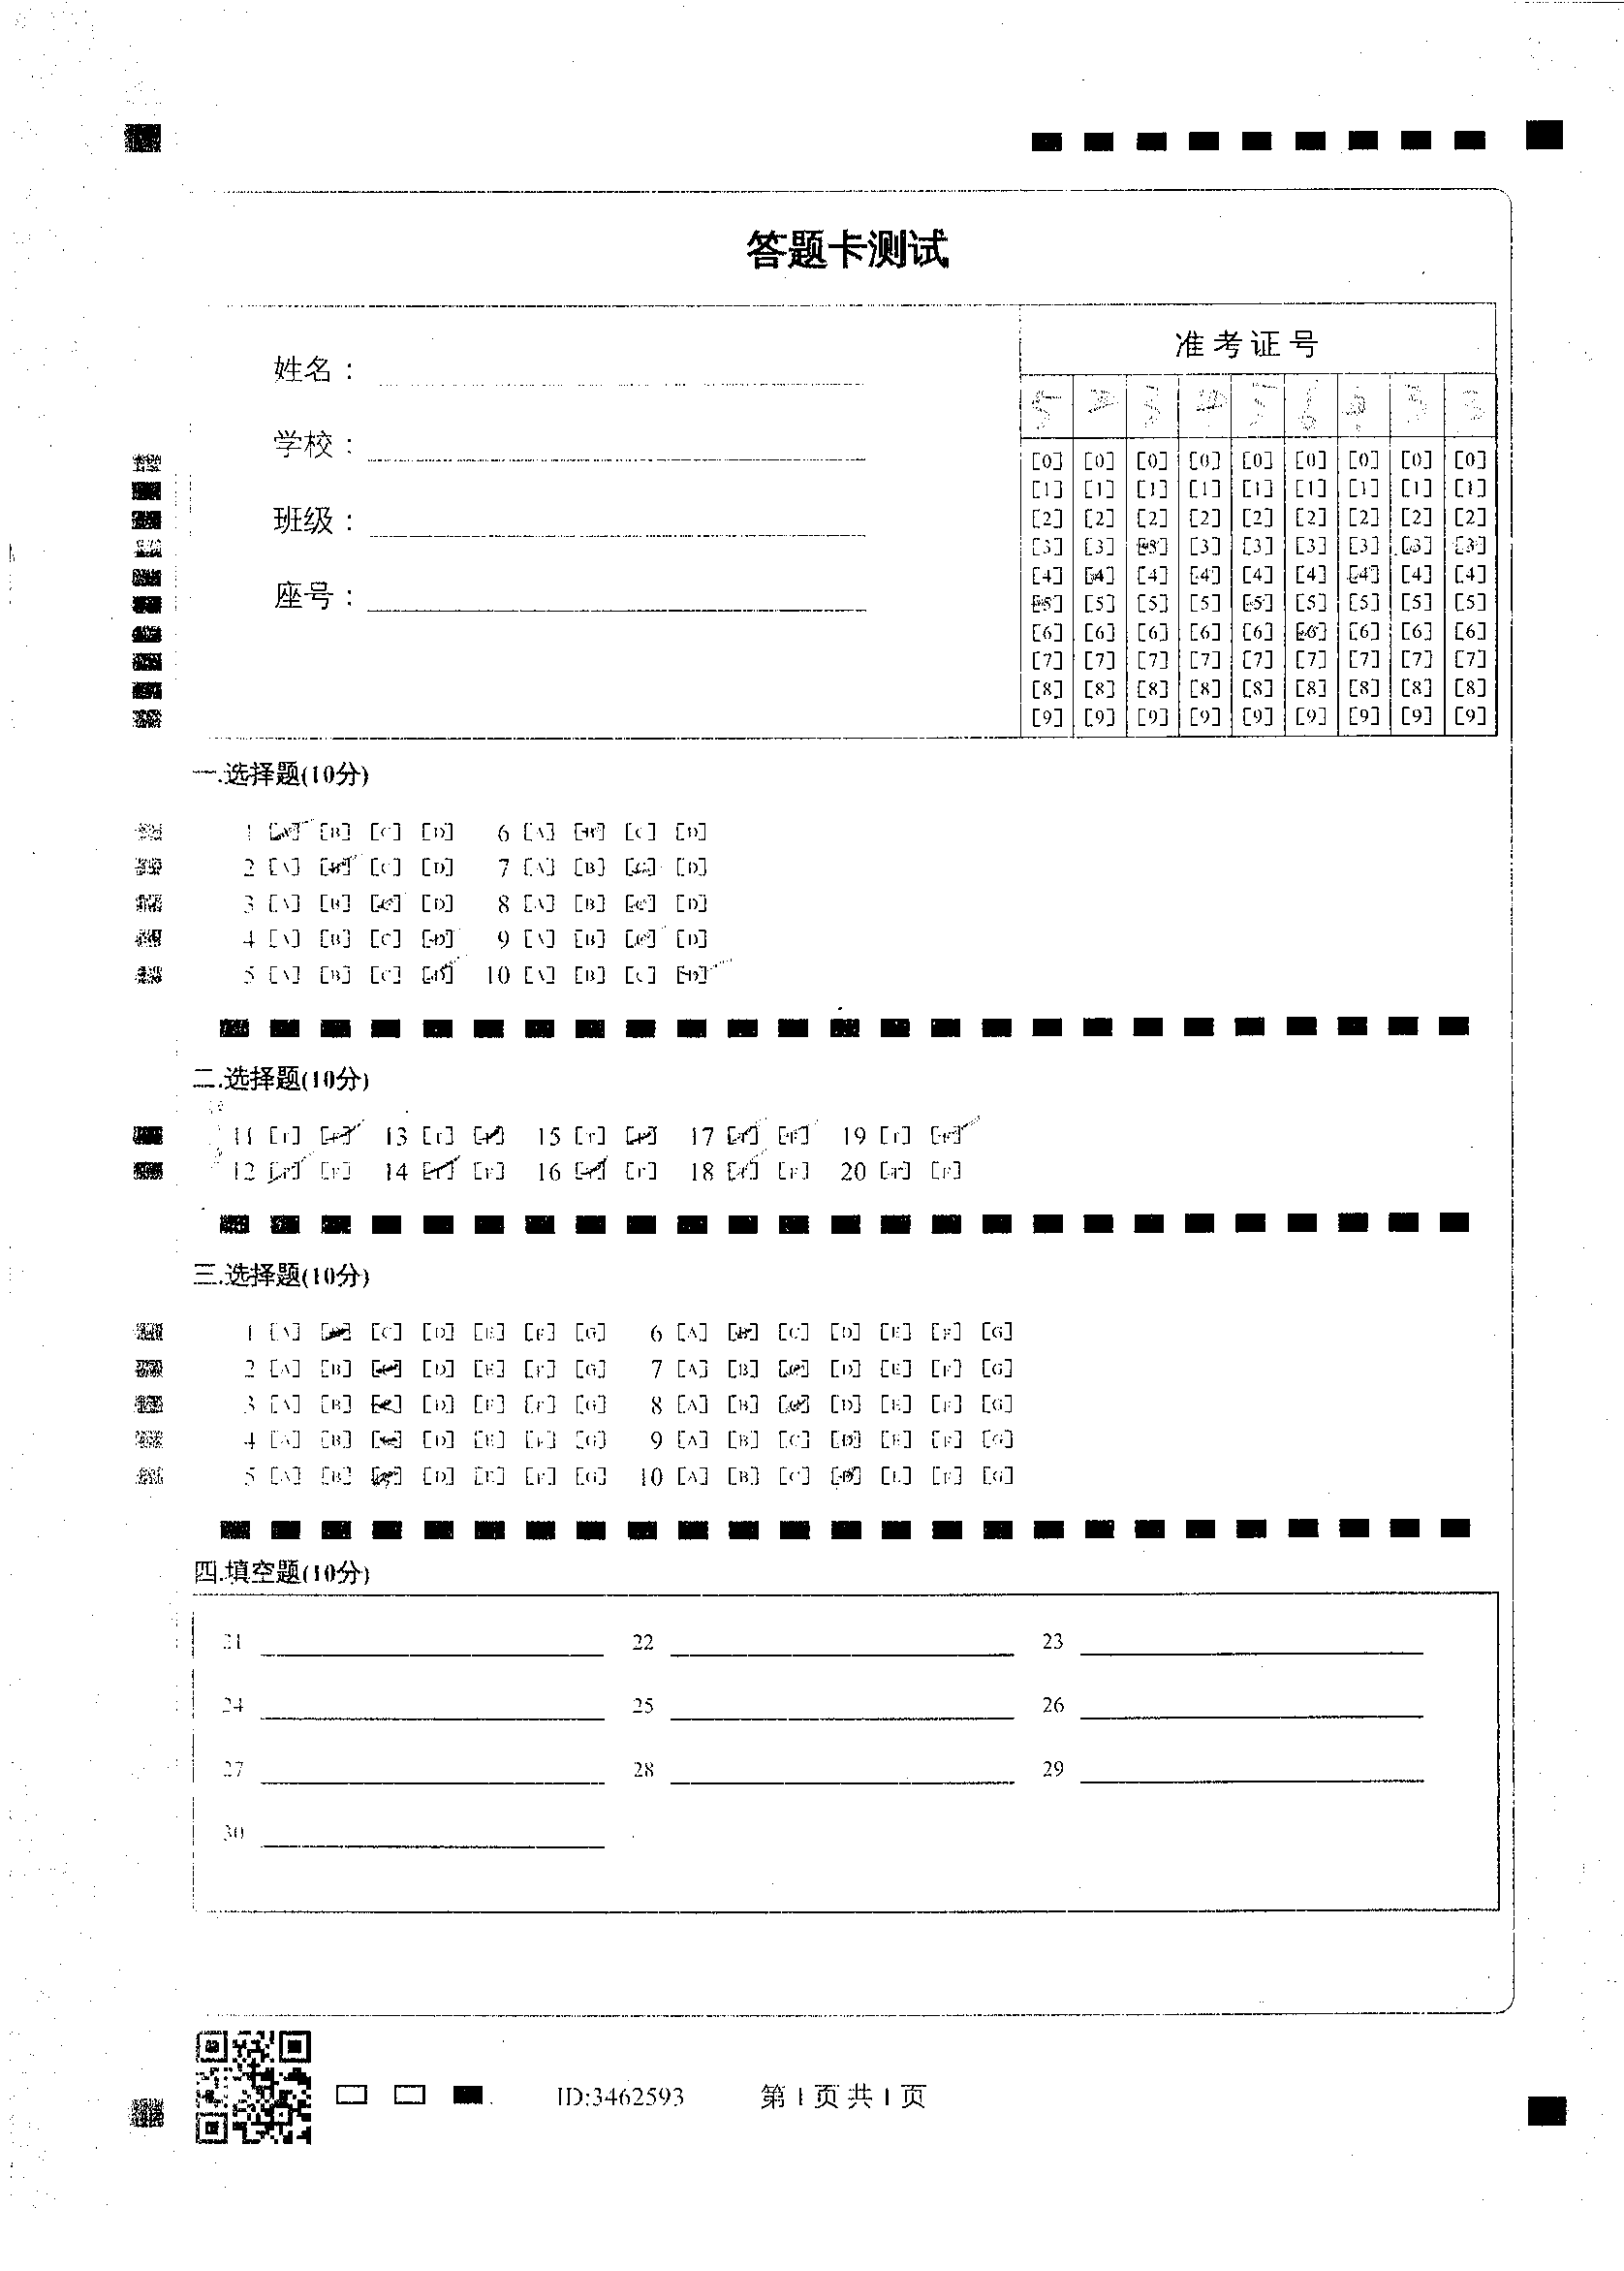 答题卡测试
准考证号
姓名：
学校：
班级：
座号：
5 4 3 4 5 6 4 3 3
[0] [0] [0] [0] [0] [0] [0] [0] [0]
[1] [1] [1] [1] [1] [1] [1] [1] [1]
[2] [2] [2] [2] [2] [2] [2] [2] [2]
[3] [3] [3] [3] [3] [3] [3] [3] [3]
[4] [4] [4] [4] [4] [4] [4] [4] [4]
[5] [5] [5] [5] [5] [5] [5] [5] [5]
[6] [6] [6] [6] [6] [6] [6] [6] [6]
[7] [7] [7] [7] [7] [7] [7] [7] [7]
[8] [8] [8] [8] [8] [8] [8] [8] [8]
[9] [9] [9] [9] [9] [9] [9] [9] [9]
一.选择题(10分)
1 [A] [B] [C] [D] 6 [A] [B] [C] [D]
2 [A] [B] [C] [D] 7 [A] [B] [C] [D]
3 [A] [B] [C] [D] 8 [A] [B] [C] [D]
4 [A] [B] [C] [D] 9 [A] [B] [C] [D]
5 [A] [B] [C] [D] 10 [A] [B] [C] [D]
二.选择题(10分)
11 [T] [F] 13 [T] [F] 15 [T] [F] 17 [T] [F] 19 [T] [F]
12 [T] [F] 14 [T] [F] 16 [T] [F] 18 [T] [F] 20 [T] [F]
三.选择题(10分)
1 [A] [B] [C] [D] [E] [F] [G] 6 [A] [B] [C] [D] [E] [F] [G]
2 [A] [B] [C] [D] [E] [F] [G] 7 [A] [B] [C] [D] [E] [F] [G]
3 [A] [B] [C] [D] [E] [F] [G] 8 [A] [B] [C] [D] [E] [F] [G]
4 [A] [B] [C] [D] [E] [F] [G] 9 [A] [B] [C] [D] [E] [F] [G]
5 [A] [B] [C] [D] [E] [F] [G] 10 [A] [B] [C] [D] [E] [F] [G]
四.填空题(10分)
21 22 23
24 25 26
27 28 29
30
ID:3462593 第 1 页 共 1 页